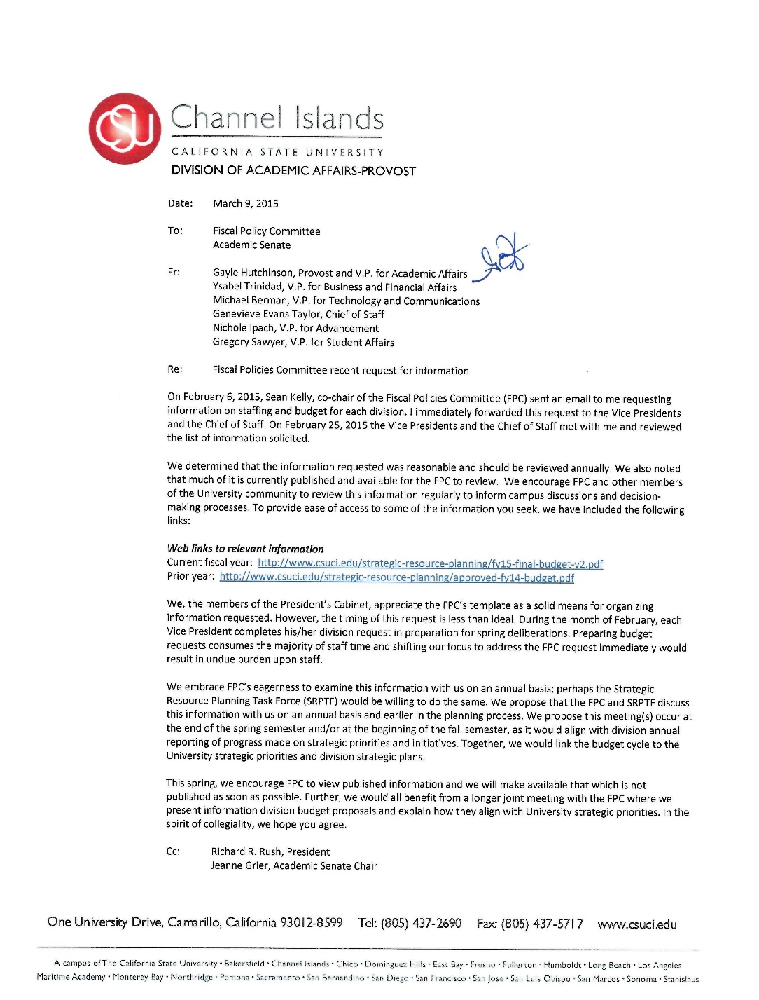 CSU
Channel Islands
CALIFORNIA STATE UNIVERSITY
DIVISION OF ACADEMIC AFFAIRS-PROVOST
Date: March 9, 2015
To: Fiscal Policy Committee
Academic Senate
Fr: Gayle Hutchinson, Provost and V.P. for Academic Affairs
Ysabel Trinidad, V.P. for Business and Financial Affairs
Michael Berman, V.P. for Technology and Communications
Genevieve Evans Taylor, Chief of Staff
Nichole Ipach, V.P. for Advancement
Gregory Sawyer, V.P. for Student Affairs
Re: Fiscal Policies Committee recent request for information
On February 6, 2015, Sean Kelly, co-chair of the Fiscal Policies Committee (FPC) sent an email to me requesting
information on staffing and budget for each division. I immediately forwarded this request to the Vice Presidents
and the Chief of Staff. On February 25, 2015 the Vice Presidents and the Chief of Staff met with me and reviewed
the list of information solicited.
We determined that the information requested was reasonable and should be reviewed annually. We also noted
that much of it is currently published and available for the FPC to review. We encourage FPC and other members
of the University community to review this information regularly to inform campus discussions and decision-
making processes. To provide ease of access to some of the information you seek, we have included the following
links:
Web links to relevant information
Current fiscal year: http://www.csuci.edu/strategic-resource-planning/fy15-final-budget-v2.pdf
Prior year: http://www.csuci.edu/strategic-resource-planning/approved-fy14-budget.pdf
We, the members of the President's Cabinet, appreciate the FPC's template as a solid means for organizing
information requested. However, the timing of this request is less than ideal. During the month of February, each
Vice President completes his/her division request in preparation for spring deliberations. Preparing budget
requests consumes the majority of staff time and shifting our focus to address the FPC request immediately would
result in undue burden upon staff.
We embrace FPC's eagerness to examine this information with us on an annual basis; perhaps the Strategic
Resource Planning Task Force (SRPTF) would be willing to do the same. We propose that the FPC and SRPTF discuss
this information with us on an annual basis and earlier in the planning process. We propose this meeting(s) occur at
the end of the spring semester and/or at the beginning of the fall semester, as it would align with division annual
reporting of progress made on strategic priorities and initiatives. Together, we would link the budget cycle to the
University strategic priorities and division strategic plans.
This spring, we encourage FPC to view published information and we will make available that which is not
published as soon as possible. Further, we would all benefit from a longer joint meeting with the FPC where we
present information division budget proposals and explain how they align with University strategic priorities. In the
spirit of collegiality, we hope you agree.
Cc: Richard R. Rush, President
Jeanne Grier, Academic Senate Chair
One University Drive, Camarillo, California 93012-8599 Tel: (805) 437-2690 Fax: (805) 437-5717 www.csuci.edu
A campus of The California State University • Bakersfield • Channel Islands • Chico • Dominguez Hills • East Bay • Fresno • Fullerton • Humboldt • Long Beach • Los Angeles
Maritime Academy • Monterey Bay • Northridge • Pomona • Sacramento • San Bernardino • San Diego • San Francisco • San Jose • San Luis Obispo • San Marcos • Sonoma • Stanislaus